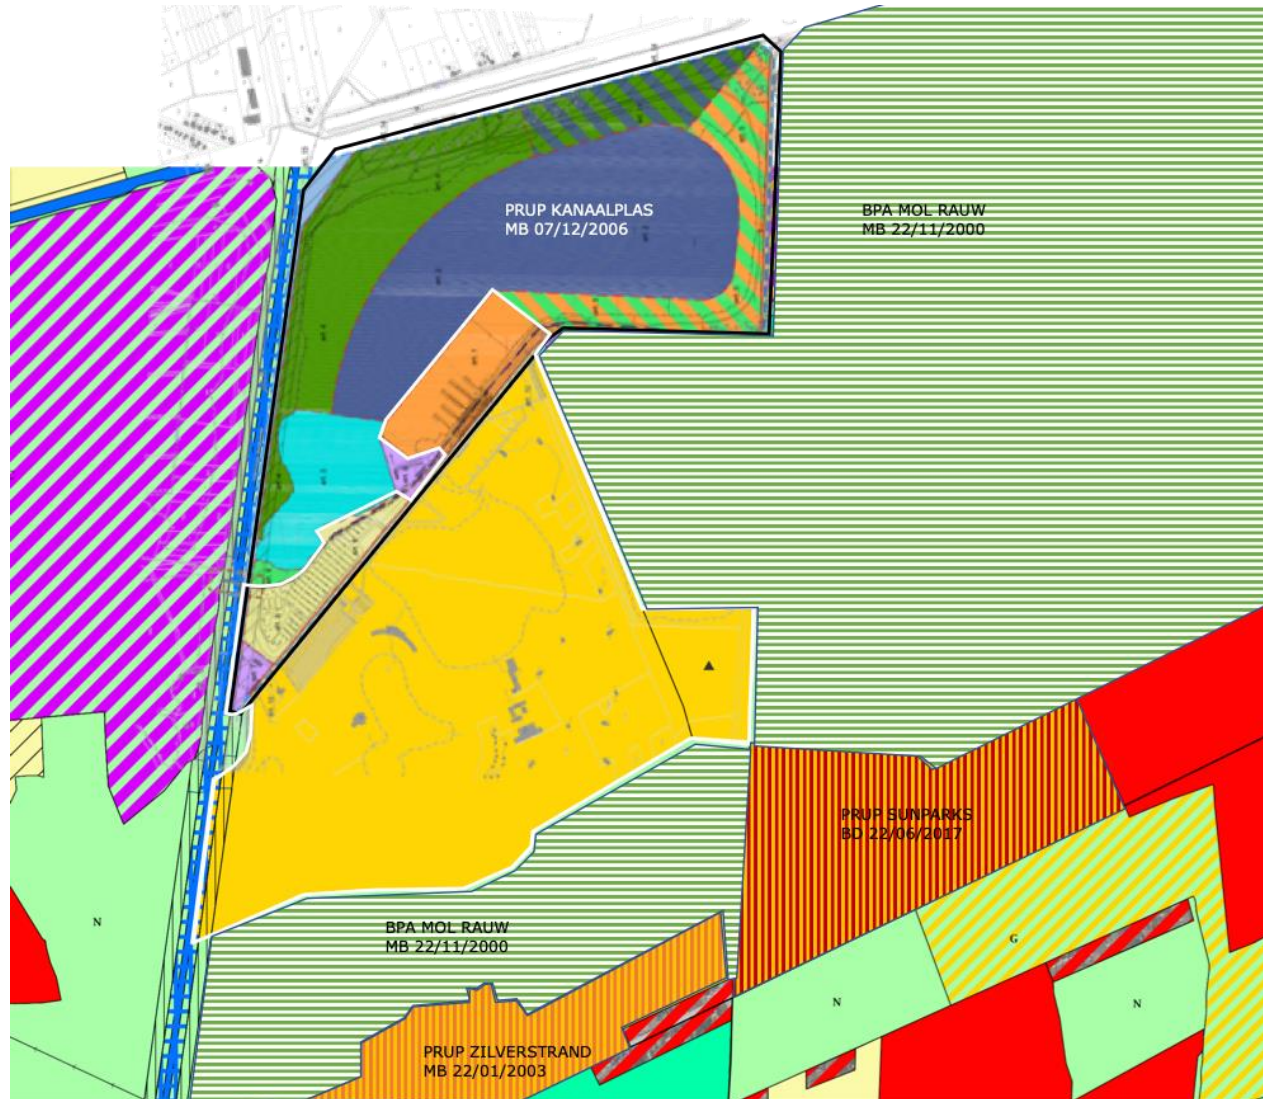 PRUP KANAALPLAS
MB 07/12/2006
BPA MOL RAUW
MB 22/11/2000
PRUP SUNPARKS
BD 22/06/2017
BPA MOL RAUW
MB 22/11/2000
N
G
N
N
PRUP ZILVERSTRAND
MB 22/01/2003